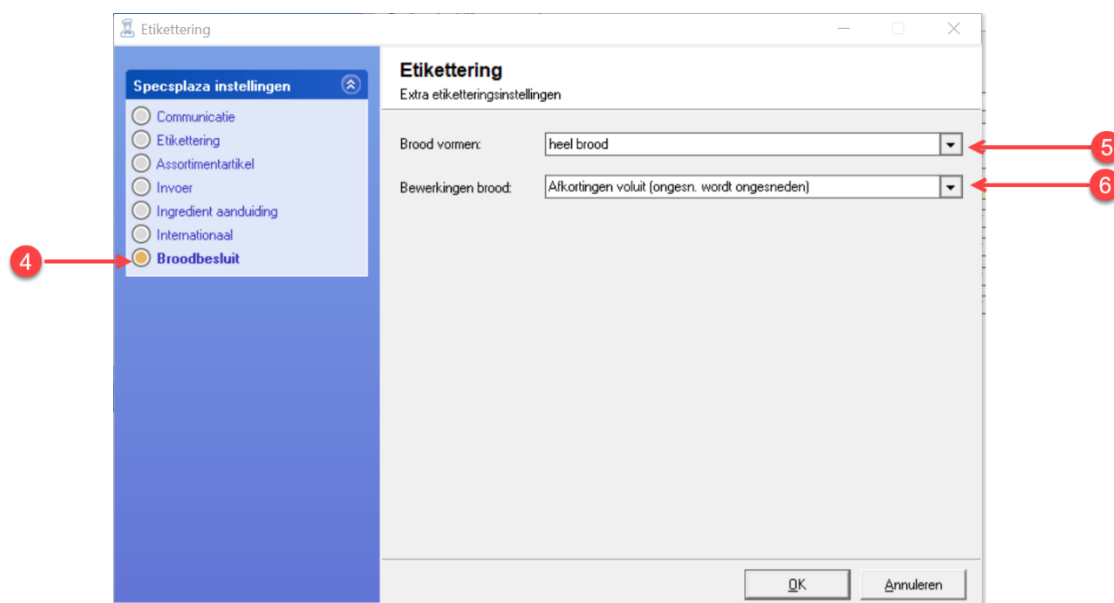 Etikettering
Specsplaza instellingen
Communicatie
Etikettering
Assortimentartikel
Invoer
Ingredient aanduiding
Internationaal
Broodbesluit
4
Etikettering
Extra etiketteringsinstellingen
Brood vormen: heel brood
5
Bewerkingen brood: Afkortingen voluit (ongesn. wordt ongesneden)
6
OK Annuleren